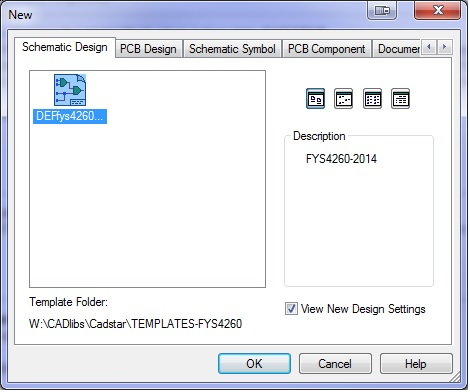 New
Schematic Design PCB Design Schematic Symbol PCB Component Documen
DEFfys4260...
Description
FYS4260-2014
Template Folder:
View New Design Settings
W:\CADlibs\Cadstar\TEMPLATES-FYS4260
OK Cancel Help